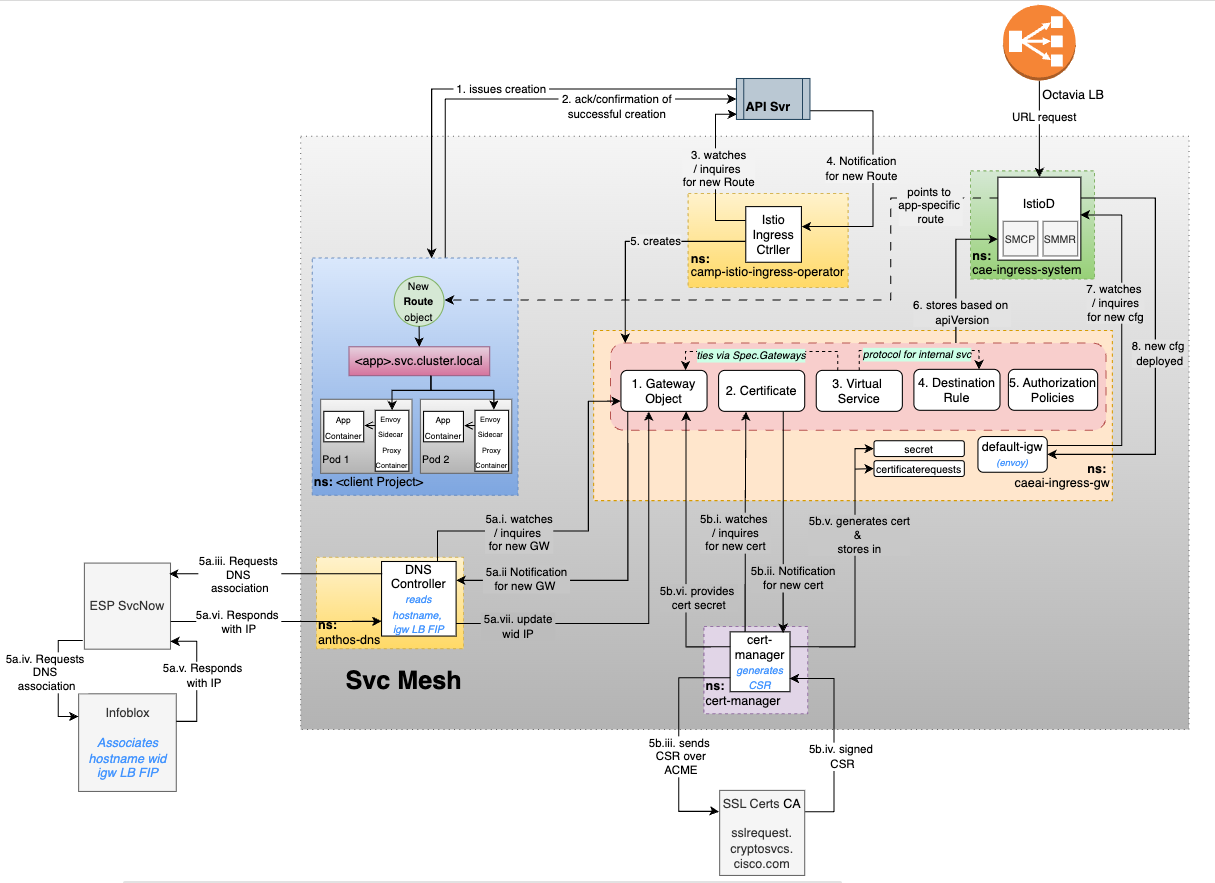 Octavia LB
URL request
1. issues creation
2. ack/confirmation of
successful creation
API Svr
3. watches
/ inquires
for new Route
4. Notification
for new Route
points to
app-specific
route
IstioD
SMCP
SMMR
ns:
cae-ingress-system
Istio
Ingress
Ctrller
ns:
camp-istio-ingress-operator
5. creates
New
Route
object
<app>.svc.cluster.local
App
Container
Envoy
Sidecar
Proxy
Container
Pod 1
App
Container
Envoy
Sidecar
Proxy
Container
Pod 2
ns: <client Project>
6. stores based on
apiVersion
7. watches
/ inquires
for new cfg
8. new cfg
deployed
ties via Spec.Gateways
protocol for internal svc
1. Gateway
Object
2. Certificate
3. Virtual
Service
4. Destination
Rule
5. Authorization
Policies
secret
certificaterequests
default-igw
(envoy)
ns:
caeai-ingress-gw
5a.i. watches
/ inquires
for new GW
5a.ii Notification
for new GW
5a.vii. update
wid IP
5b.i. watches
/ inquires
for new cert
5b.ii. Notification
for new cert
5b.v. generates cert
&
stores in
5b.vi. provides
cert secret
DNS
Controller
reads
hostname,
igw LB FIP
ns:
anthos-dns
5a.iii. Requests
DNS
association
5a.vi. Responds
with IP
ESP SvcNow
5a.iv. Requests
DNS
association
5a.v. Responds
with IP
Infoblox
Associates
hostname wid
igw LB FIP
Svc Mesh
cert-
manager
generates
CSR
ns:
cert-manager
5b.iii. sends
CSR over
ACME
5b.iv. signed
CSR
SSL Certs CA
sslrequest.
cryptosvcs.
cisco.com